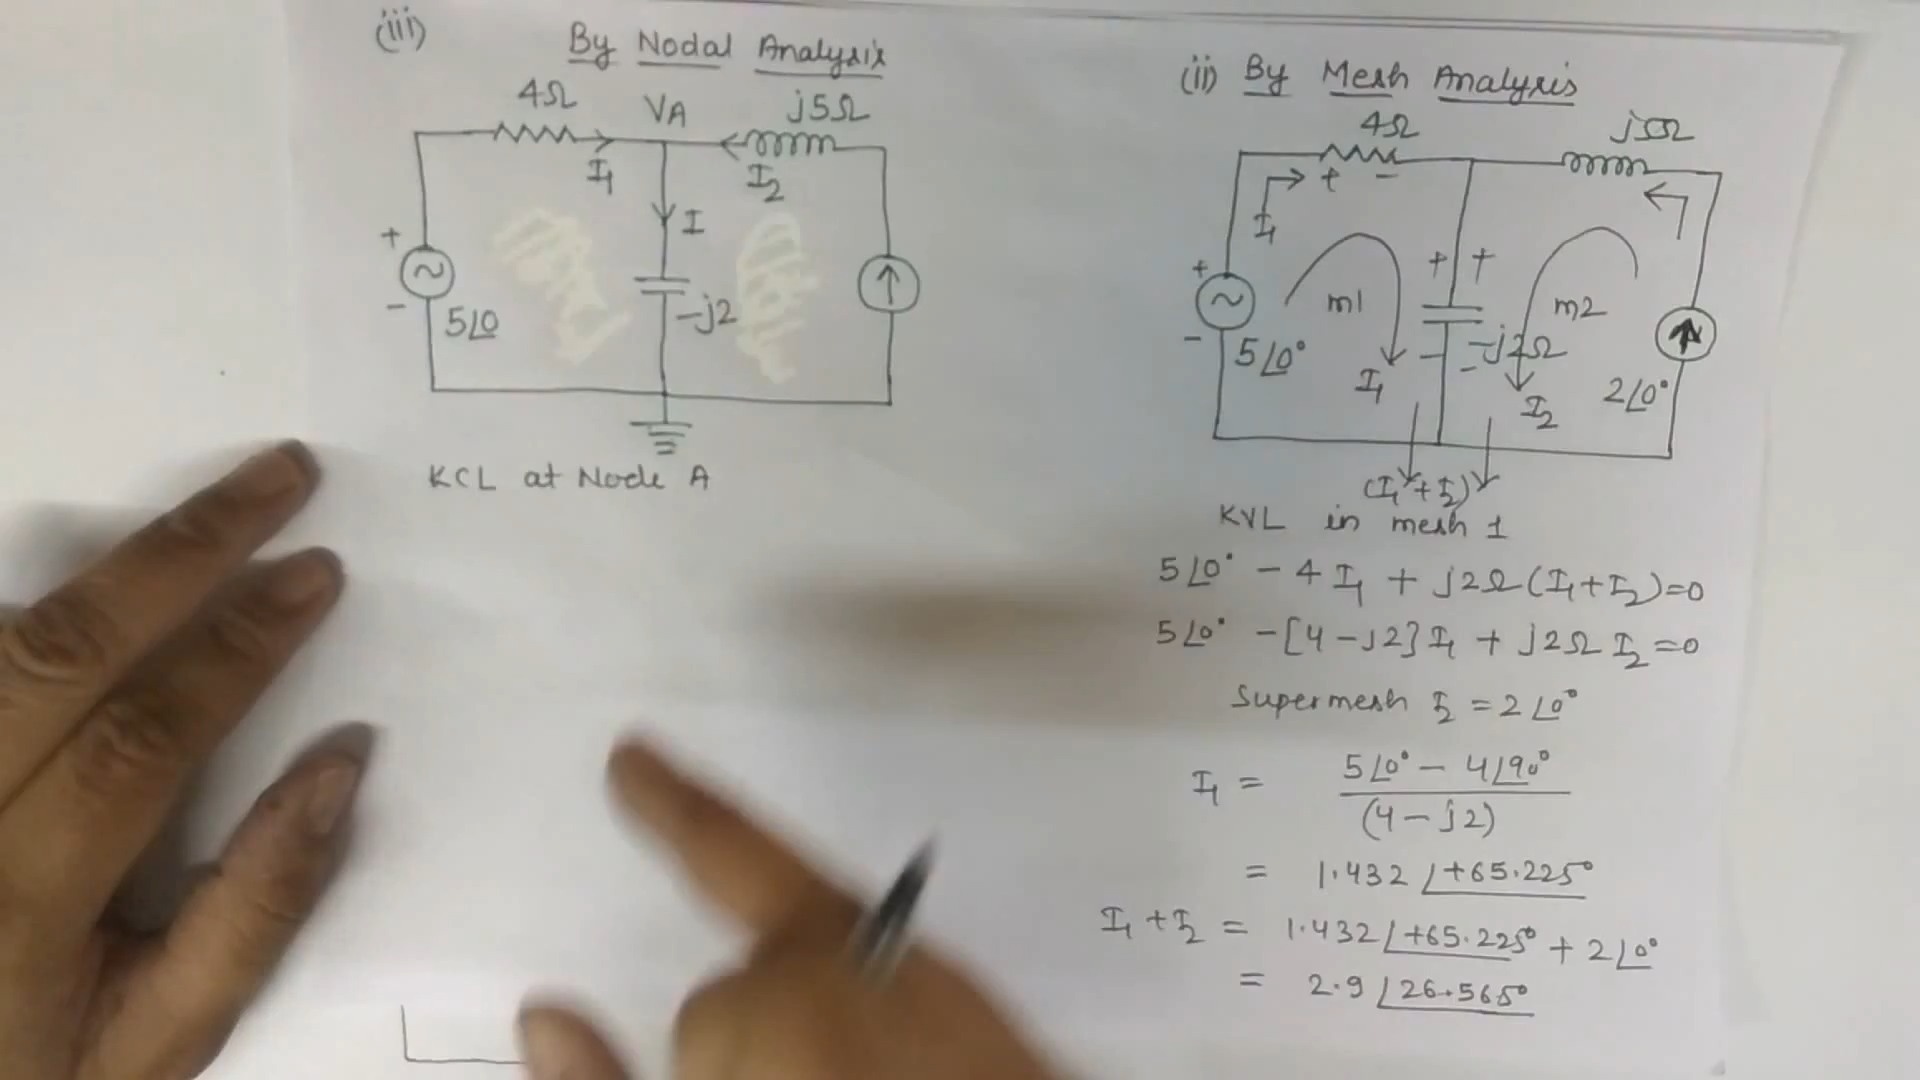 (iii)
By Nodal Analysis
4Ω
VA
j5Ω
I1
I2
I
+
-
5∠0
-j2
KCL at Node A
(ii) By Mesh Analysis
4Ω
j5Ω
+ -
I1
+
-
5∠0°
m1
I1
+ +
- -
-j2Ω
m2
I2
2∠0°
(I1+I2)
KVL in mesh 1
5∠0° - 4 I1 + j2Ω (I1+I2)=0
5∠0° -[4-j2] I1 + j2Ω I2=0
Supermesh I2 = 2∠0°
I1 = 5∠0° - 4∠90°
(4-j2)
= 1.432 ∠+65.225°
I1 + I2 = 1.432 ∠+65.225° + 2∠0°
= 2.9 ∠26.565°